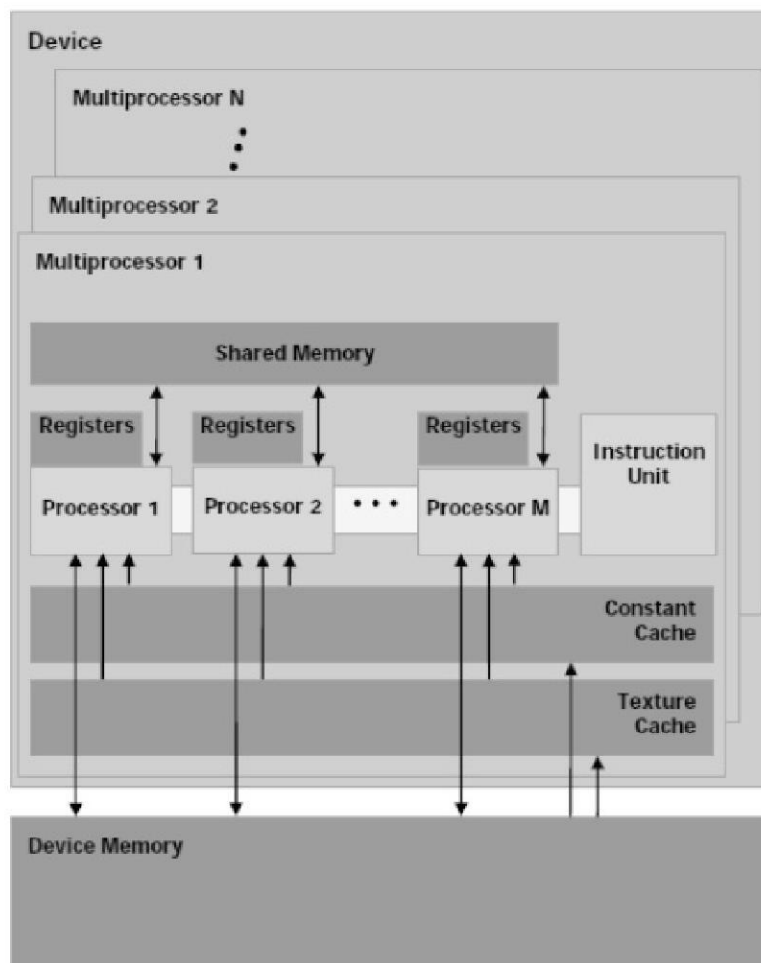 Device
Multiprocessor N
Multiprocessor 2
Multiprocessor 1
Shared Memory
Registers
Registers
Registers
Instruction
Unit
Processor 1
Processor 2
Processor M
Constant
Cache
Texture
Cache
Device Memory